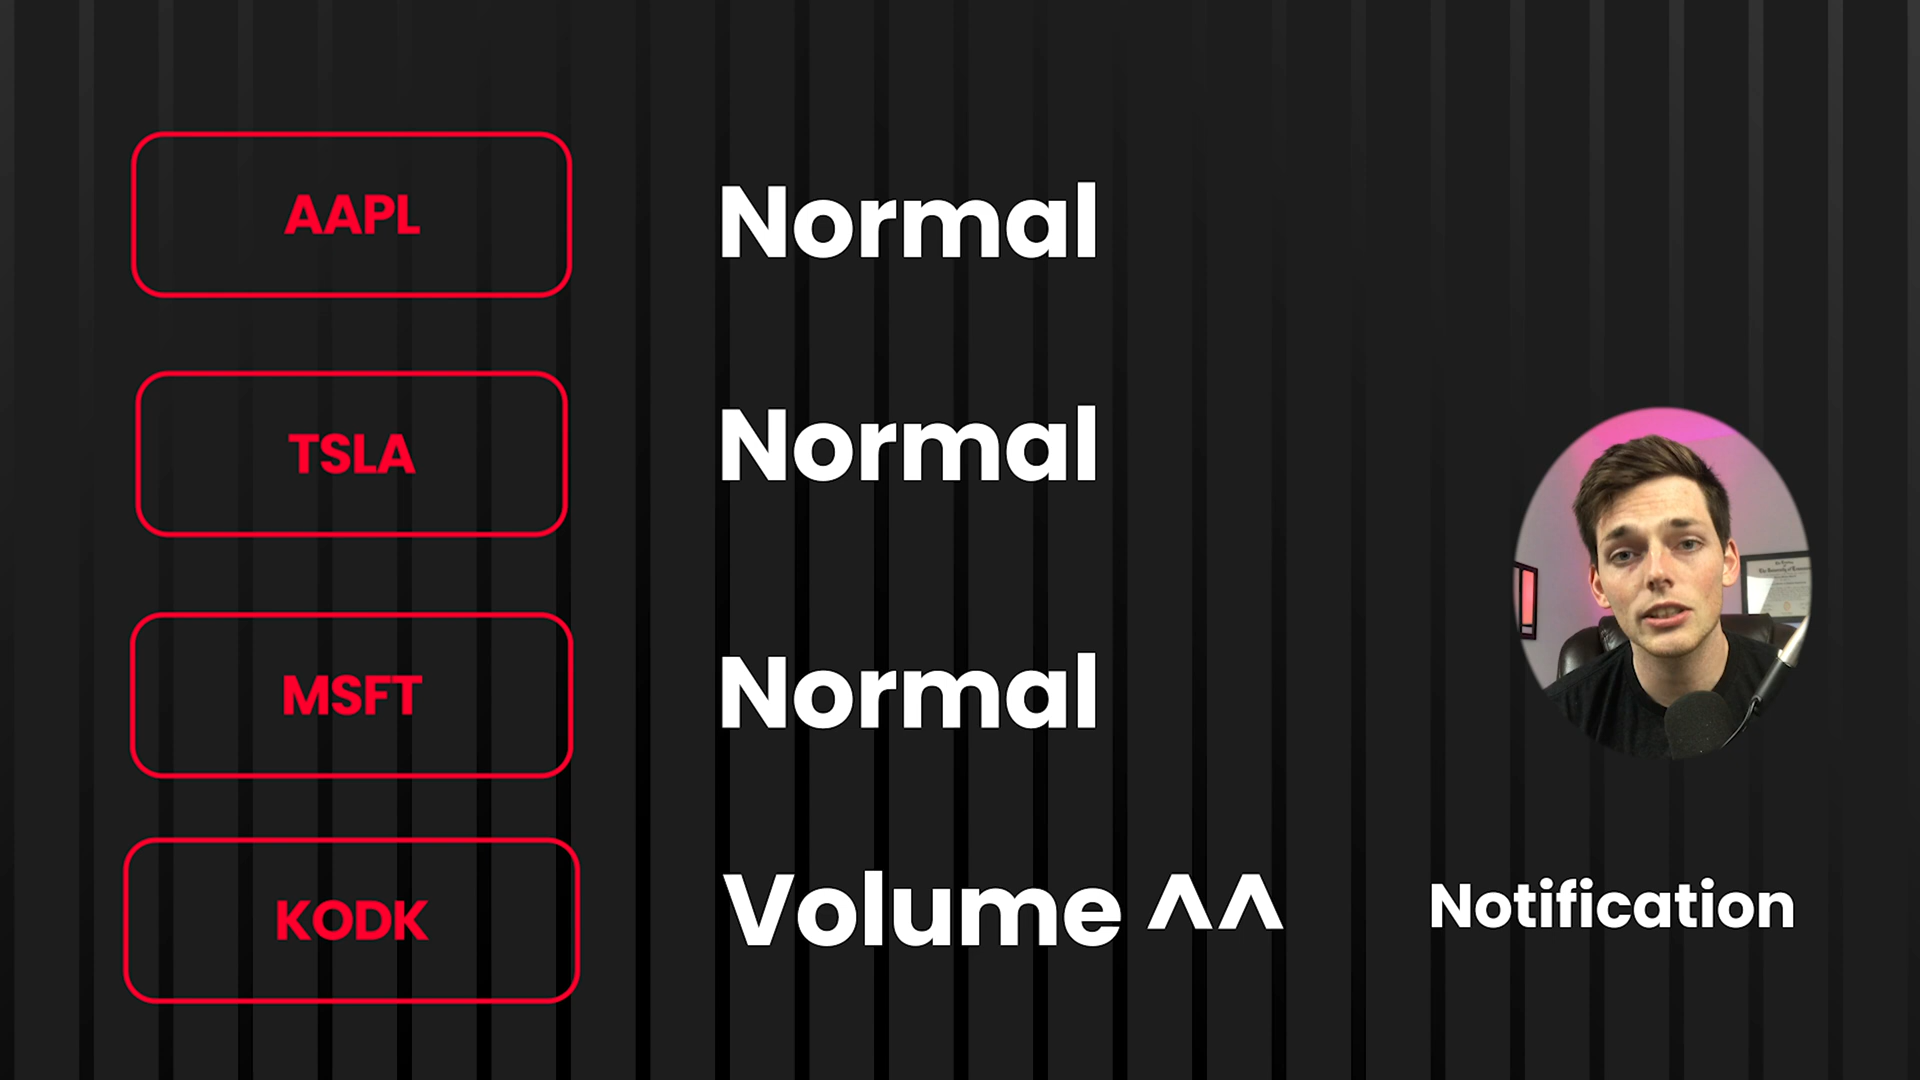 AAPL
Normal
TSLA
Normal
MSFT
Normal
KODK
Volume ^^
Notification